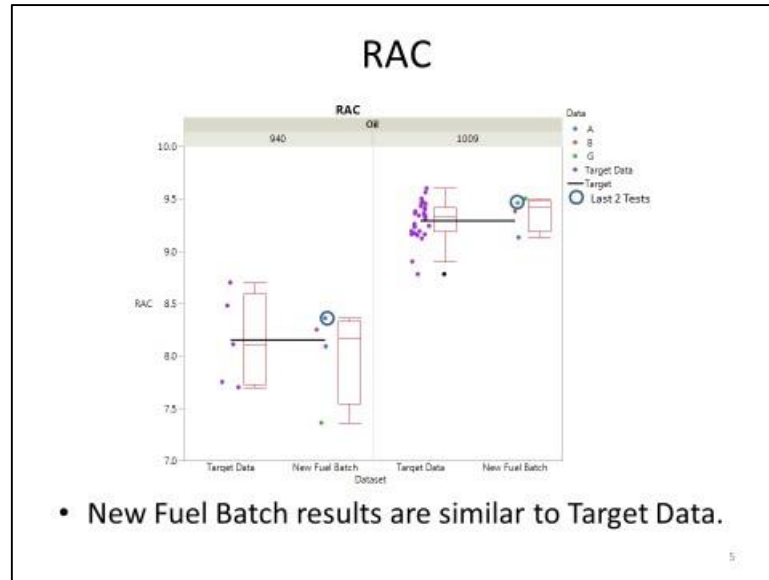 RAC
RAC
Oil
940 1009
Data
A
B
G
Target Data
Target
Last 2 Tests
10.0
9.5
9.0
RAC 8.5
8.0
7.5
7.0
Target Data New Fuel Batch Target Data New Fuel Batch
Dataset
• New Fuel Batch results are similar to Target Data.
5